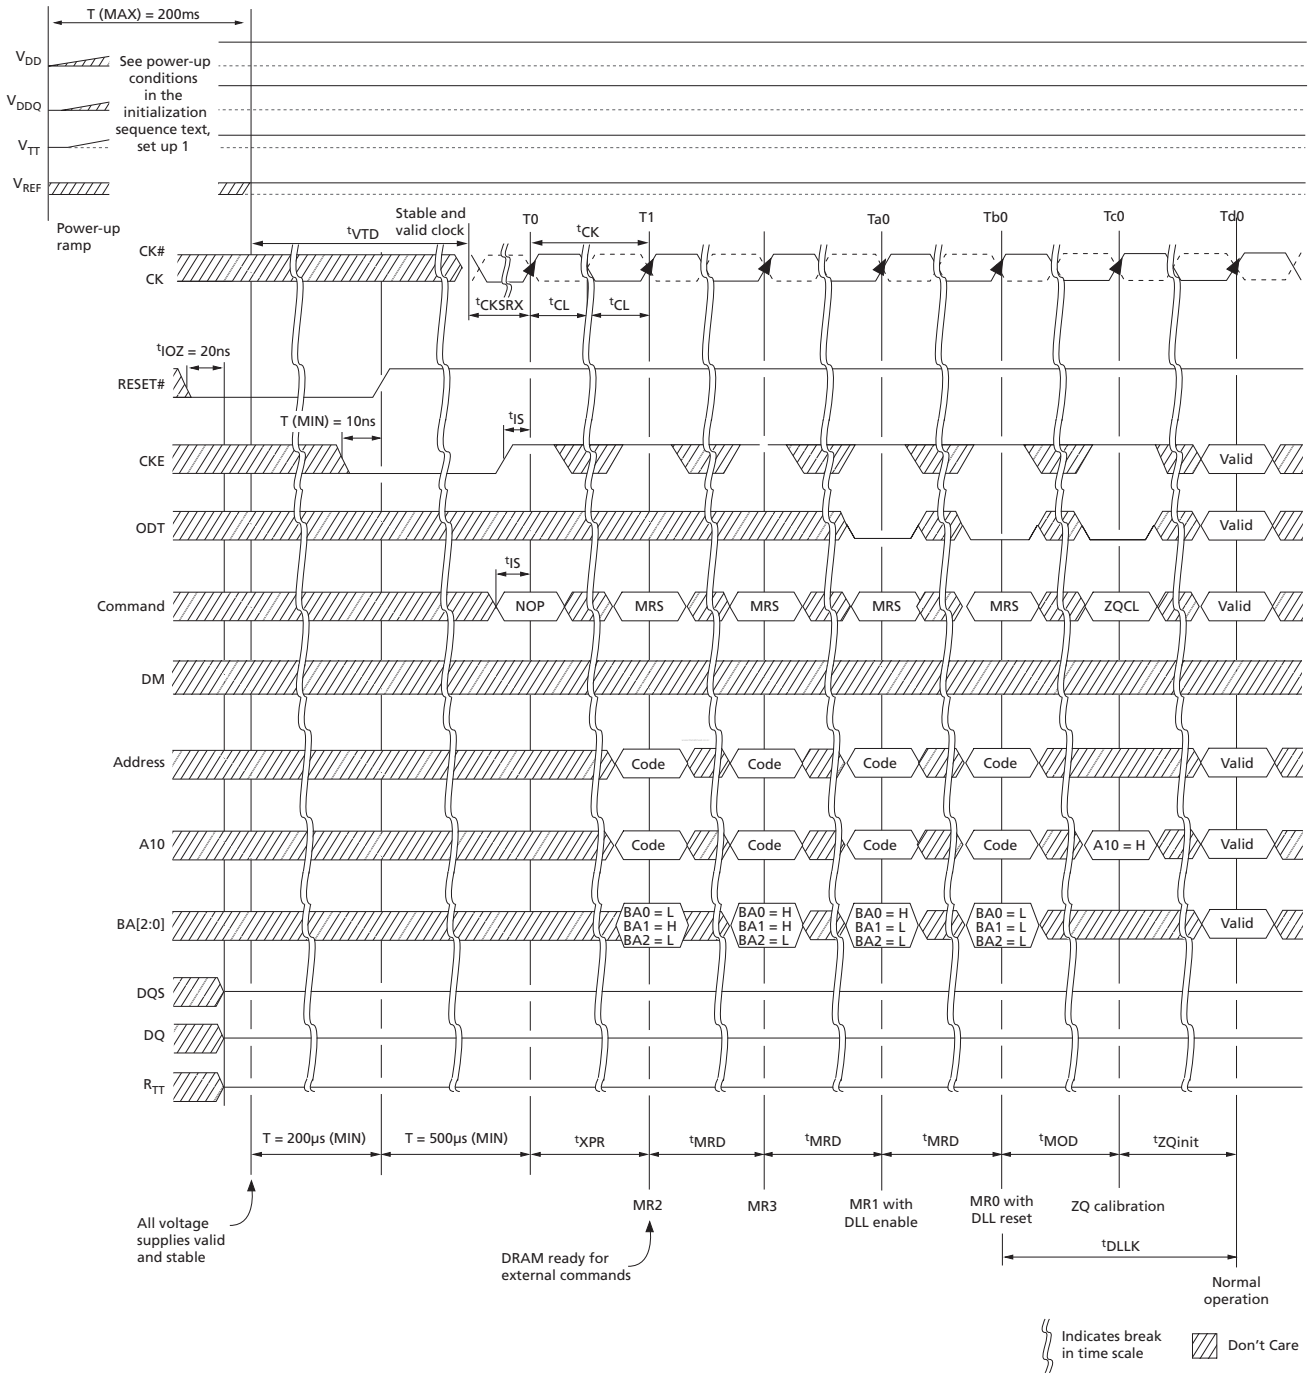 T (MAX) = 200ms
VDD
See power-up
conditions
in the
initialization
sequence text,
set up 1
VDDQ
VTT
VREF
Power-up
ramp
tVTD
Stable and
valid clock
T0
T1
Ta0
Tb0
Tc0
Td0
tCK
CK#
CK
tCKSRX
tCL
tCL
tIOZ = 20ns
RESET#
T (MIN) = 10ns
tIS
CKE
Valid
ODT
Valid
tIS
Command
NOP
MRS
MRS
MRS
MRS
ZQCL
Valid
DM
Address
Code
Code
Code
Code
Valid
A10
Code
Code
Code
Code
A10 = H
Valid
BA[2:0]
BA0 = L
BA1 = H
BA2 = L
BA0 = H
BA1 = H
BA2 = L
BA0 = H
BA1 = L
BA2 = L
BA0 = L
BA1 = L
BA2 = L
Valid
DQS
DQ
RTT
T = 200µs (MIN)
T = 500µs (MIN)
tXPR
tMRD
tMRD
tMRD
tMOD
tZQinit
MR2
MR3
MR1 with
DLL enable
MR0 with
DLL reset
ZQ calibration
All voltage
supplies valid
and stable
DRAM ready for
external commands
tDLLK
Normal
operation
Indicates break
in time scale
Don't Care